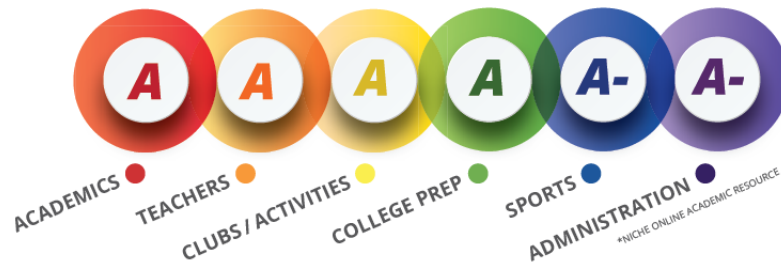 A
A
A
A
A-
A-
ACADEMICS
TEACHERS
CLUBS / ACTIVITIES
COLLEGE PREP
SPORTS
ADMINISTRATION
*NICHE ONLINE ACADEMIC RESOURCE